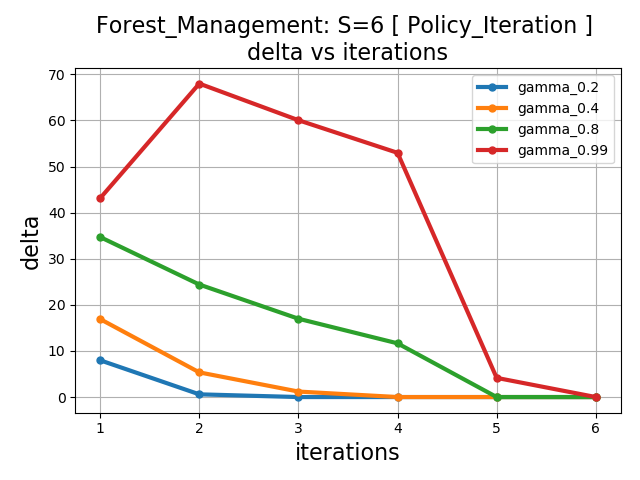 Forest_Management: S=6 [ Policy_Iteration ]
delta vs iterations
70
60
50
40
30
20
10
0
delta
gamma_0.2
gamma_0.4
gamma_0.8
gamma_0.99
1 2 3 4 5 6
iterations